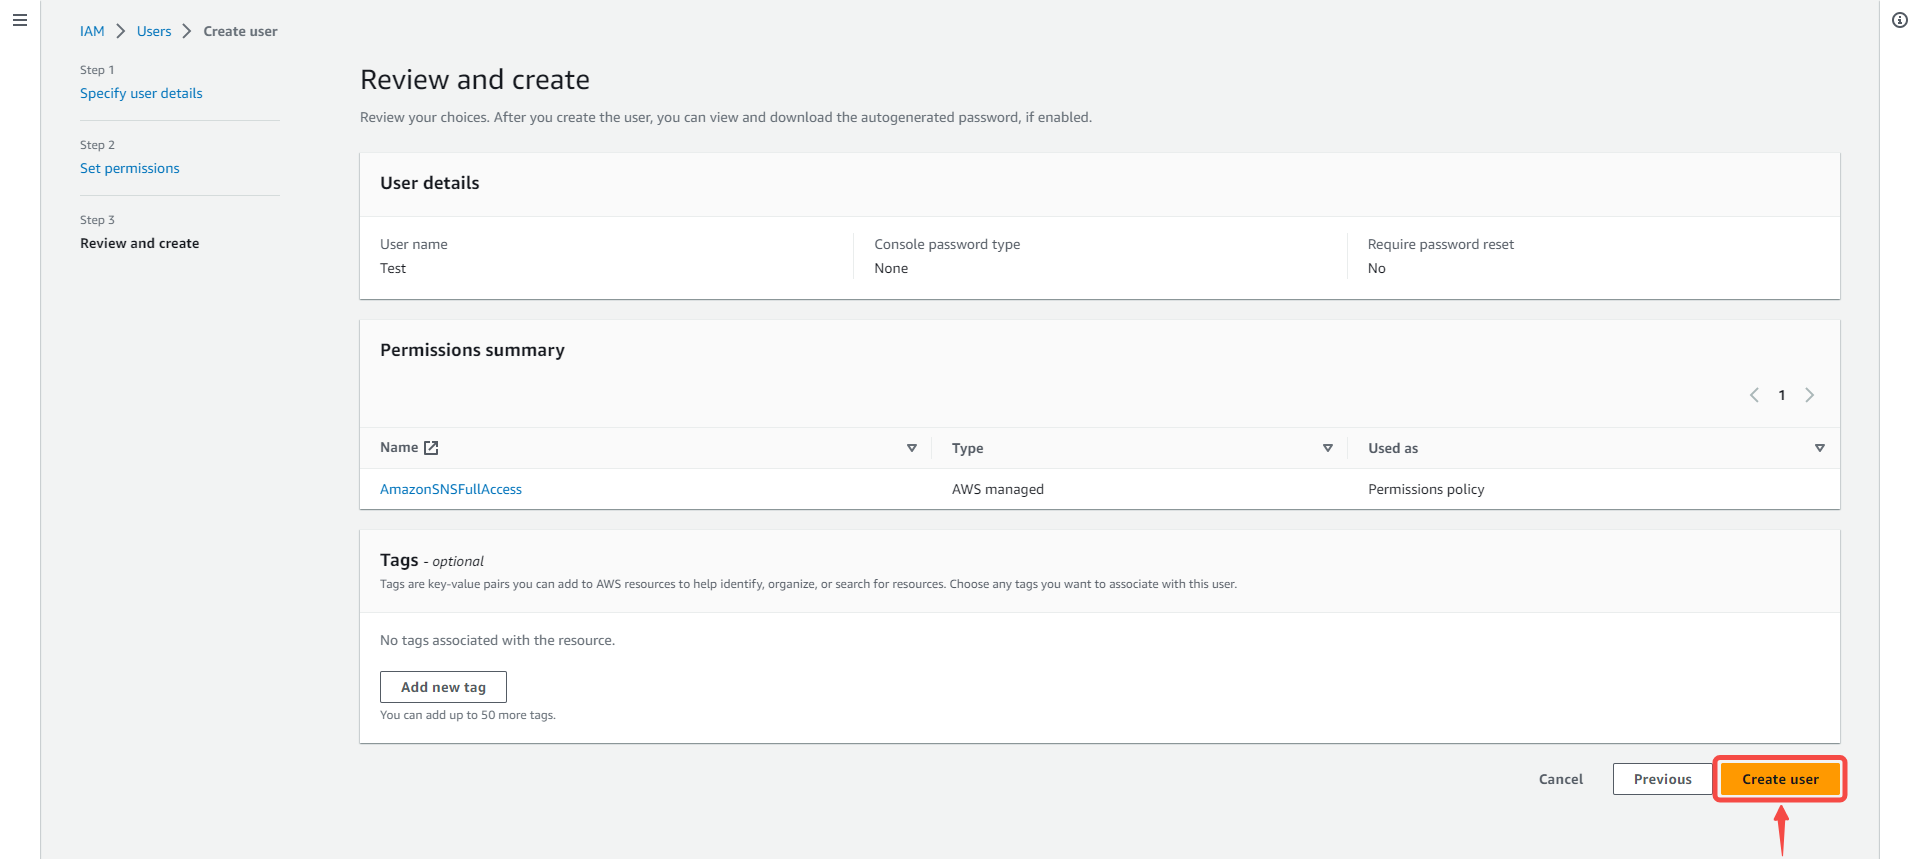 IAM > Users > Create user
Step 1
Specify user details
Step 2
Set permissions
Step 3
Review and create
Review and create
Review your choices. After you create the user, you can view and download the autogenerated password, if enabled.
User details
User name Console password type Require password reset
Test None No
Permissions summary
1
Name Type Used as
AmazonSNSFullAccess AWS managed Permissions policy
Tags - optional
Tags are key-value pairs you can add to AWS resources to help identify, organize, or search for resources. Choose any tags you want to associate with this user.
No tags associated with the resource.
Add new tag
You can add up to 50 more tags.
Cancel Previous Create user